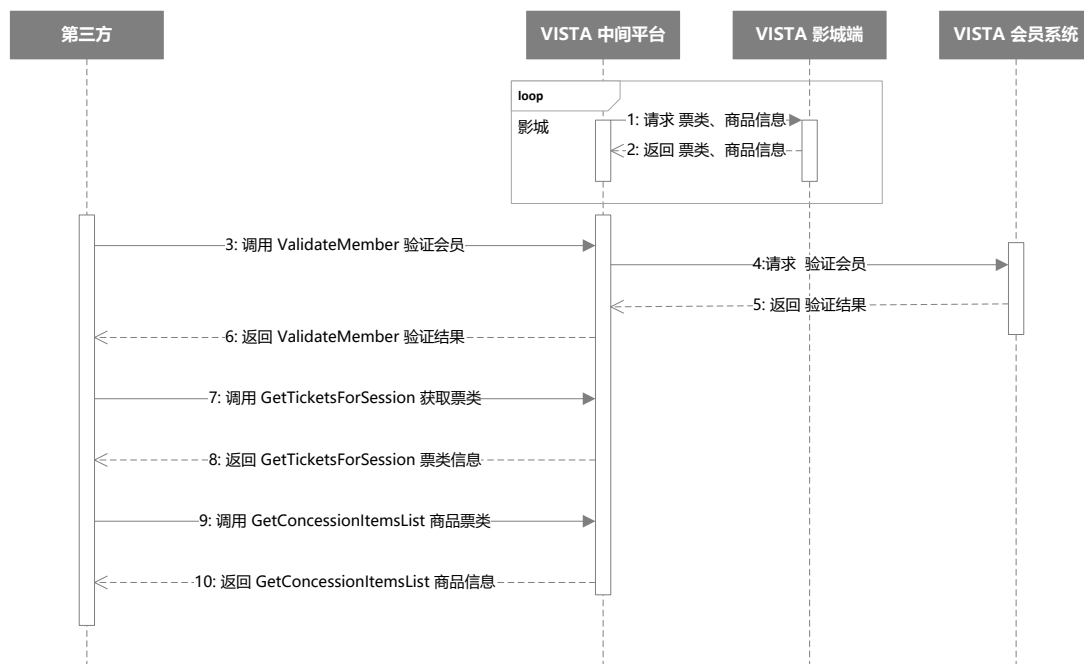 第三方
VISTA 中间平台
VISTA 影城端
VISTA 会员系统
loop
影城
1: 请求 票类、商品信息
2: 返回 票类、商品信息
3: 调用 ValidateMember 验证会员
4:请求 验证会员
5: 返回 验证结果
6: 返回 ValidateMember 验证结果
7: 调用 GetTicketsForSession 获取票类
8: 返回 GetTicketsForSession 票类信息
9: 调用 GetConcessionItemsList 商品票类
10: 返回 GetConcessionItemsList 商品信息